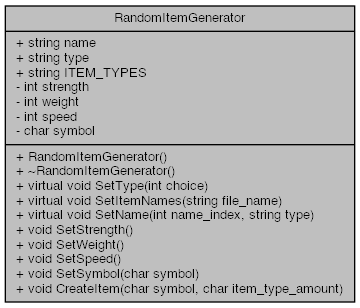 RandomItemGenerator
+ string name
+ string type
+ string ITEM_TYPES
- int strength
- int weight
- int speed
- char symbol
+ RandomItemGenerator()
+ ~RandomItemGenerator()
+ virtual void SetType(int choice)
+ virtual void SetItemNames(string file_name)
+ virtual void SetName(int name_index, string type)
+ void SetStrength()
+ void SetWeight()
+ void SetSpeed()
+ void SetSymbol(char symbol)
+ void CreateItem(char symbol, char item_type_amount)